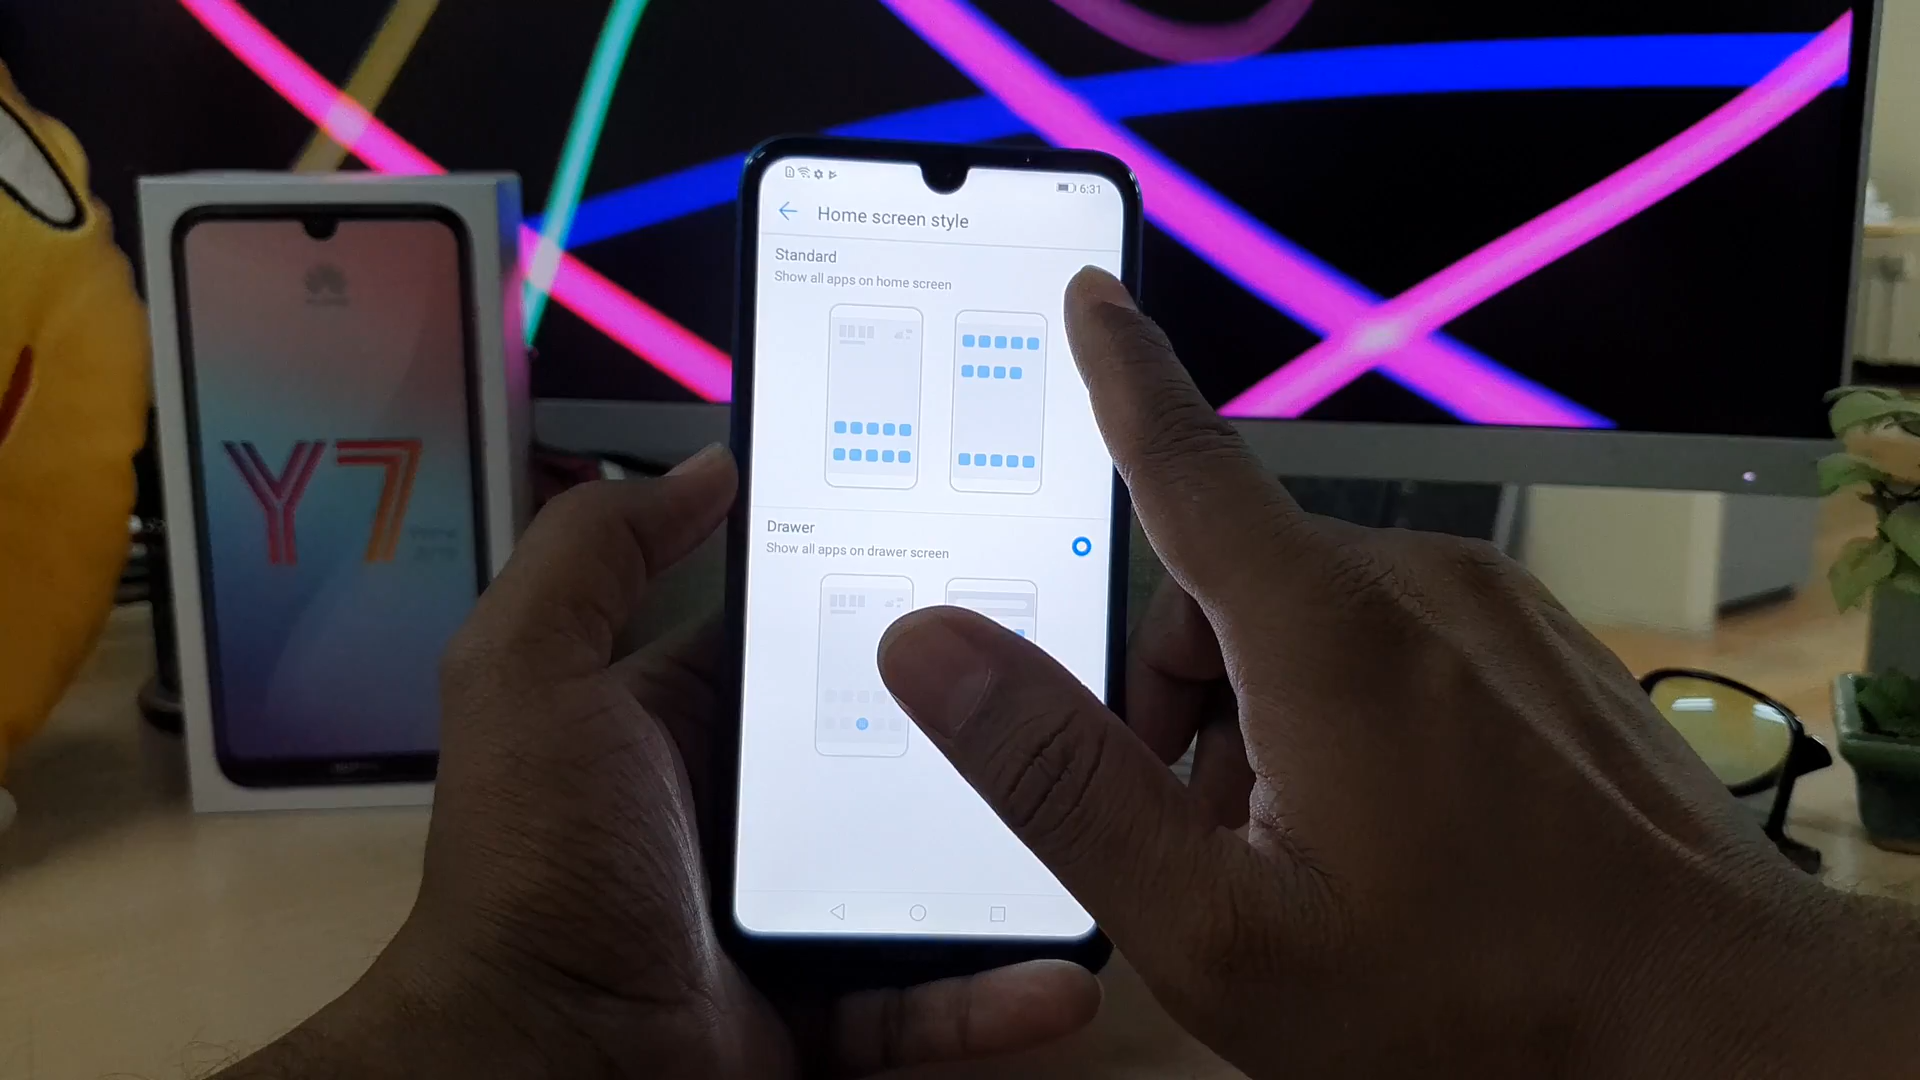 6:31
Home screen style
Standard
Show all apps on home screen
Drawer
Show all apps on drawer screen
Y7